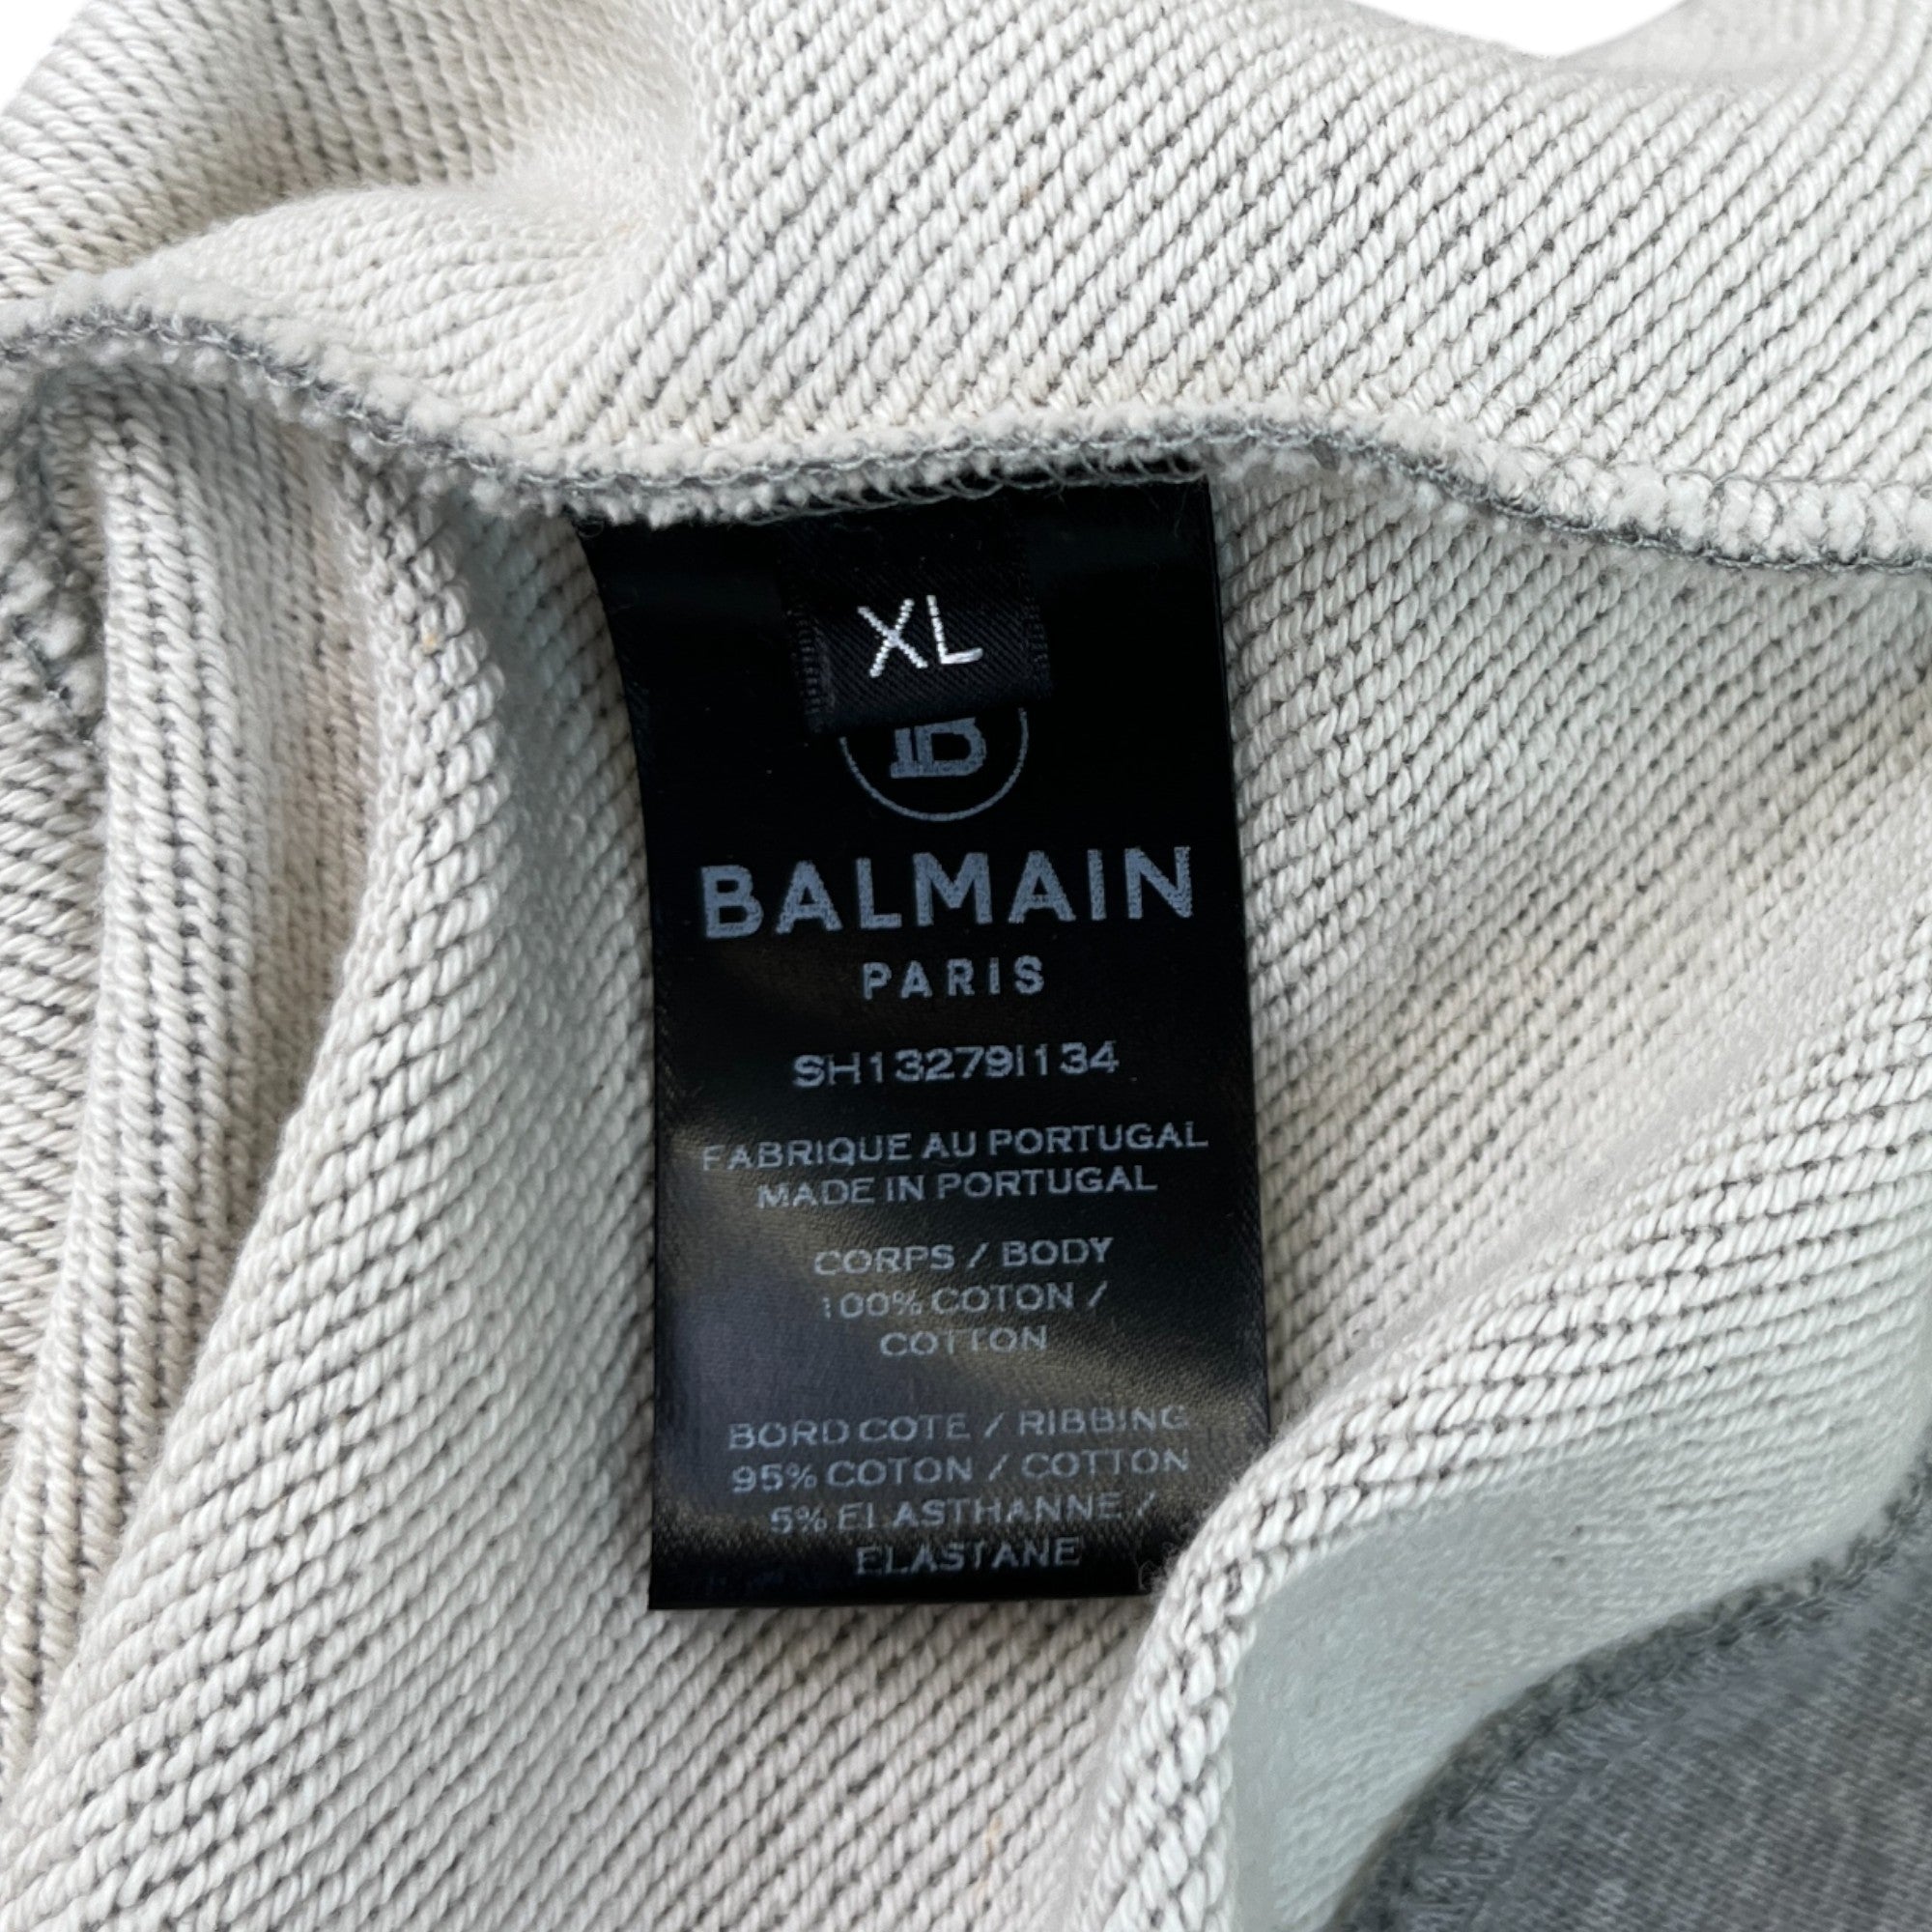 XL
B
BALMAIN
PARIS
SH13279I134
FABRIQUE AU PORTUGAL
MADE IN PORTUGAL
CORPS / BODY
100% COTON /
COTTON
BORD COTE / RIBBING
95% COTON / COTTON
5% ELASTHANNE /
ELASTANE